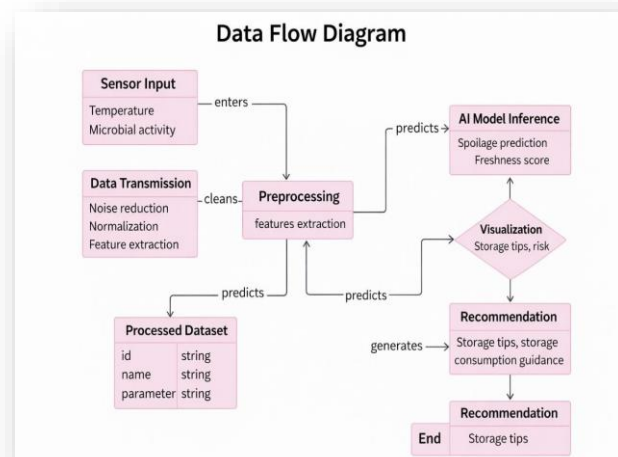 Data Flow Diagram
Sensor Input
Temperature
Microbial activity
enters
Data Transmission
Noise reduction
Normalization
Feature extraction
cleans
Preprocessing
features extraction
predicts
AI Model Inference
Spoilage prediction
Freshness score
Visualization
Storage tips, risk
predicts
predicts
Processed Dataset
id string
name string
parameter string
generates
Recommendation
Storage tips, storage
consumption guidance
Recommendation
End
Storage tips